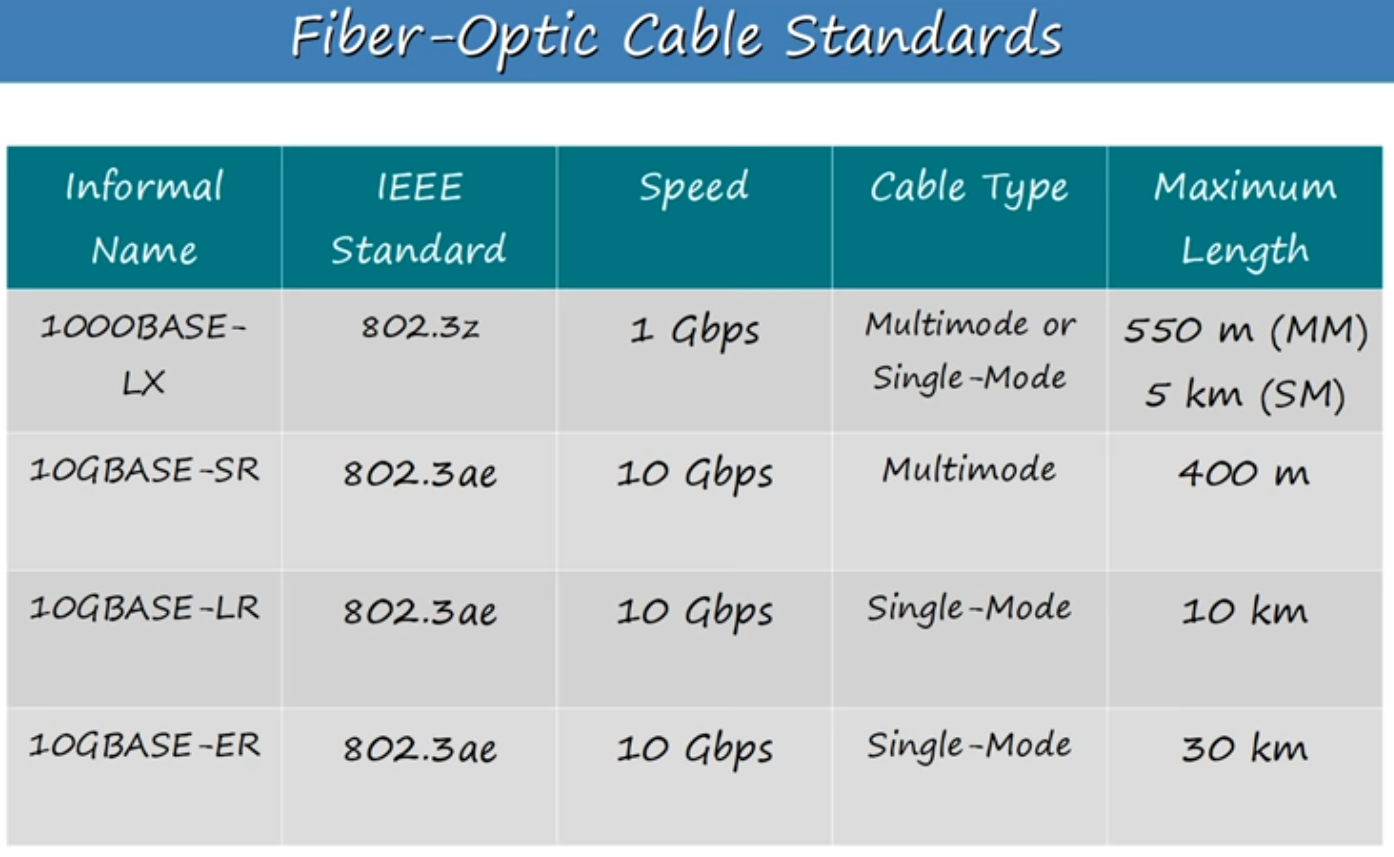 Fiber-Optic Cable Standards
Informal Name
IEEE Standard
Speed
Cable Type
Maximum Length
1000BASE-
LX
802.3z
1 Gbps
Multimode or
Single-Mode
550 m (MM)
5 km (SM)
10GBASE-SR
802.3ae
10 Gbps
Multimode
400 m
10GBASE-LR
802.3ae
10 Gbps
Single-Mode
10 km
10GBASE-ER
802.3ae
10 Gbps
Single-Mode
30 km